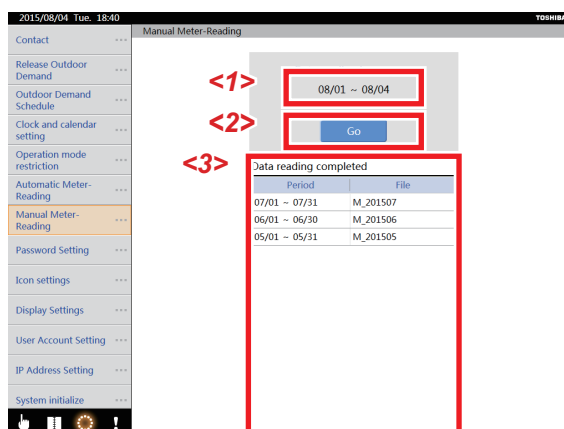 2015/08/04 Tue. 18:40
TOSHIBA
Manual Meter-Reading
Contact
Release Outdoor
Demand
Outdoor Demand
Schedule
Clock and calendar
setting
Operation mode
restriction
Automatic Meter-
Reading
Manual Meter-
Reading
Password Setting
Icon settings
Display Settings
User Account Setting
IP Address Setting
System initialize
<1>
08/01 ~ 08/04
<2>
Go
<3>
Data reading completed
Period File
07/01 ~ 07/31 M_201507
06/01 ~ 06/30 M_201506
05/01 ~ 05/31 M_201505